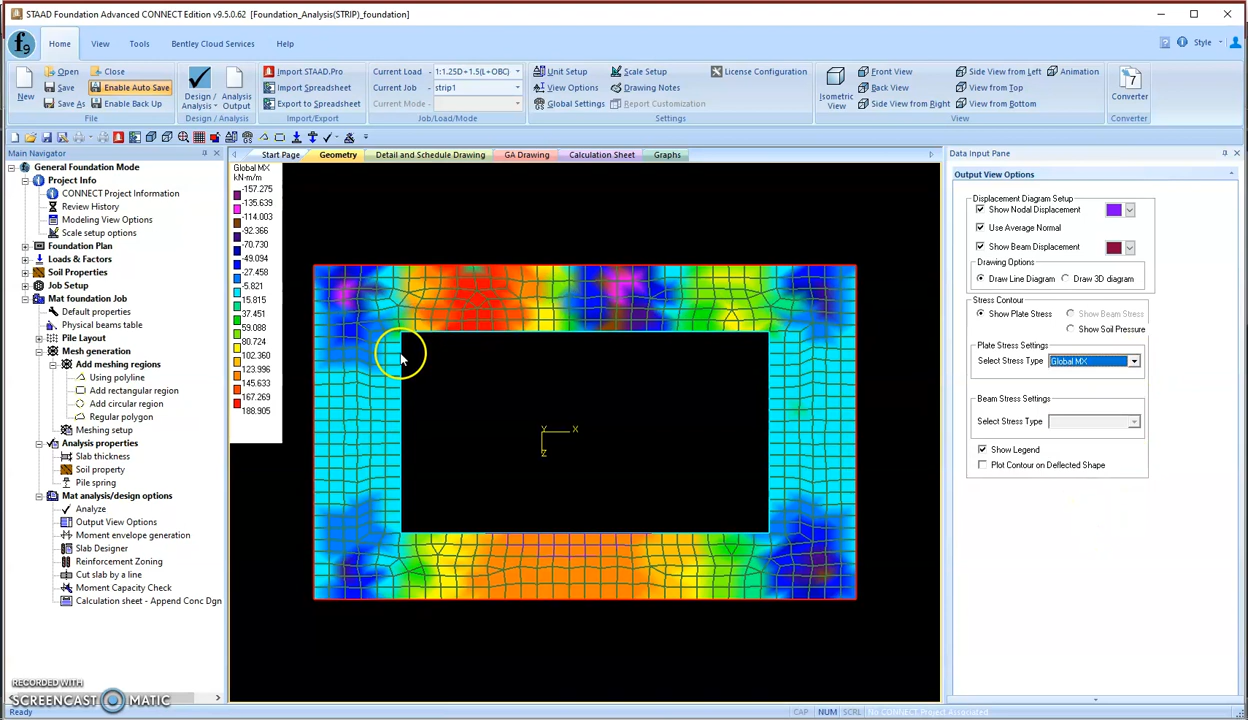 STAAD Foundation Advanced CONNECT Edition v9.5.0.62 [Foundation_Analysis(STRIP)_foundation]
f9 Home View Tools Bentley Cloud Services Help Style
Open Close Import STAAD.Pro Current Load 1:1.25D+1.5(L+OBC) Unit Setup Scale Setup License Configuration Front View Side View from Left Animation
Save Enable Auto Save Import Spreadsheet Current Job strip1 View Options Drawing Notes Back View View from Top
New Save As Enable Back Up Design / Analysis Analysis Output Export to Spreadsheet Current Mode Global Settings Report Customization Isometric View Side View from Right View from Bottom Converter
File Design / Analysis Import/Export Job/Load/Mode Settings View Converter
Main Navigator Start Page Geometry Detail and Schedule Drawing GA Drawing Calculation Sheet Graphs Data Input Pane
General Foundation Mode
Project Info
CONNECT Project Information
Review History
Modeling View Options
Scale setup options
Foundation Plan
Loads & Factors
Soil Properties
Job Setup
Mat foundation Job
Default properties
Physical beams table
Pile Layout
Mesh generation
Add meshing regions
Using polyline
Add rectangular region
Add circular region
Regular polygon
Meshing setup
Analysis properties
Slab thickness
Soil property
Pile spring
Mat analysis/design options
Analyze
Output View Options
Moment envelope generation
Slab Designer
Reinforcement Zoning
Cut slab by a line
Moment Capacity Check
Calculation sheet - Append Conc Dgn
Global MX
kN-m/m
-157.275
-135.639
-114.003
-92.366
-70.730
-49.094
-27.458
-5.821
15.815
37.451
59.088
80.724
102.360
123.996
145.633
167.269
188.905
Y X
Z
Output View Options
Displacement Diagram Setup
Show Nodal Displacement
Use Average Normal
Show Beam Displacement
Drawing Options
Draw Line Diagram Draw 3D diagram
Stress Contour
Show Plate Stress Show Beam Stress
Show Soil Pressure
Plate Stress Settings
Select Stress Type Global MX
Beam Stress Settings
Select Stress Type
Show Legend
Plot Contour on Deflected Shape
RECORDED WITH
SCREENCAST MATIC
Ready CAP NUM SCRL No CONNECT Project Associated